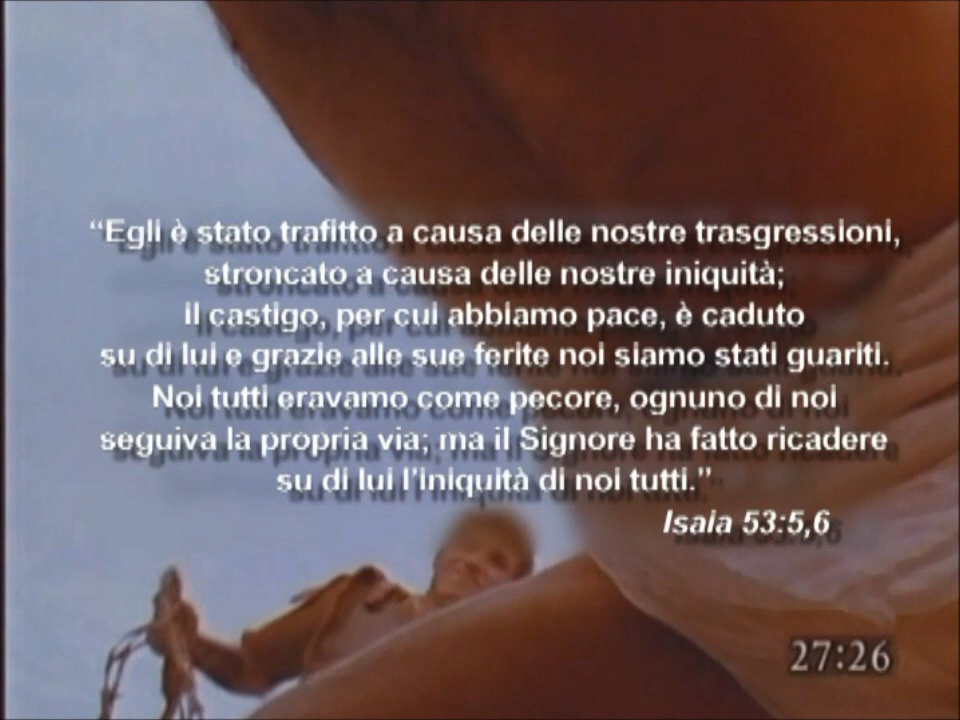 “Egli è stato trafitto a causa delle nostre trasgressioni,
stroncato a causa delle nostre iniquità;
il castigo, per cui abbiamo pace, è caduto
su di lui e grazie alle sue ferite noi siamo stati guariti.
Noi tutti eravamo come pecore, ognuno di noi
seguiva la propria via; ma il Signore ha fatto ricadere
su di lui l’iniquità di noi tutti.”
Isaia 53:5,6
27:26